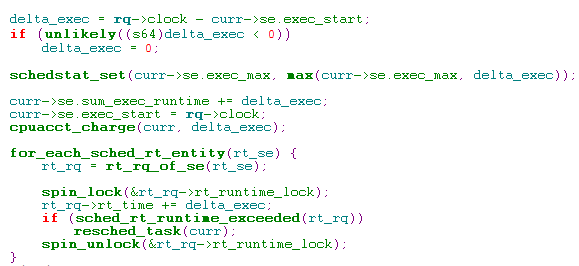 delta_exec = rq->clock - curr->se.exec_start;
if (unlikely((s64)delta_exec < 0))
    delta_exec = 0;

schedstat_set(curr->se.exec_max, max(curr->se.exec_max, delta_exec));

curr->se.sum_exec_runtime += delta_exec;
curr->se.exec_start = rq->clock;
cpuacct_charge(curr, delta_exec);

for_each_sched_rt_entity(rt_se) {
    rt_rq = rt_rq_of_se(rt_se);

    spin_lock(&rt_rq->rt_runtime_lock);
    rt_rq->rt_time += delta_exec;
    if (sched_rt_runtime_exceeded(rt_rq))
        resched_task(curr);
    spin_unlock(&rt_rq->rt_runtime_lock);
}